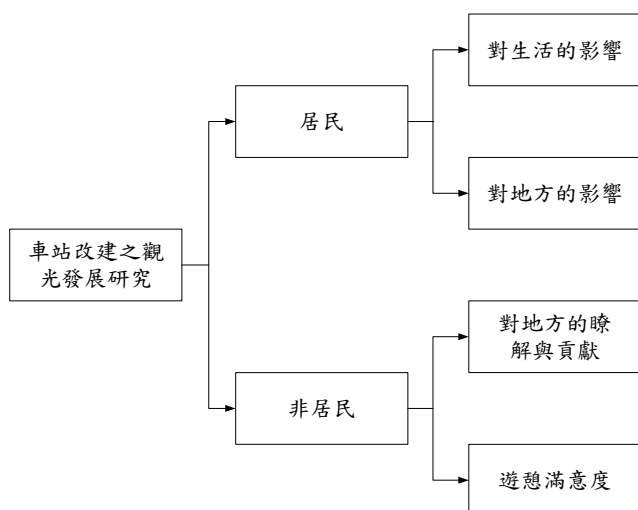 車站改建之觀
光發展研究
居民
對生活的影響
對地方的影響
非居民
對地方的瞭
解與貢獻
遊憩滿意度